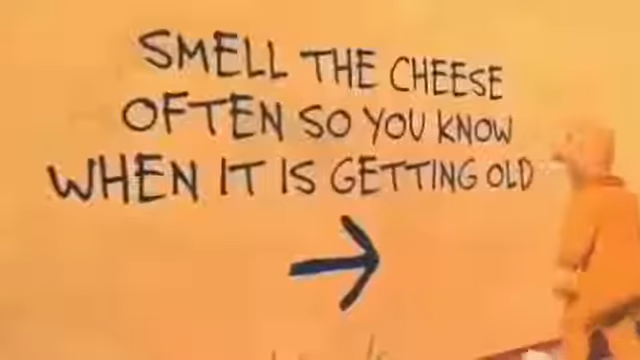 SMELL THE CHEESE
OFTEN SO YOU KNOW
WHEN IT IS GETTING OLD